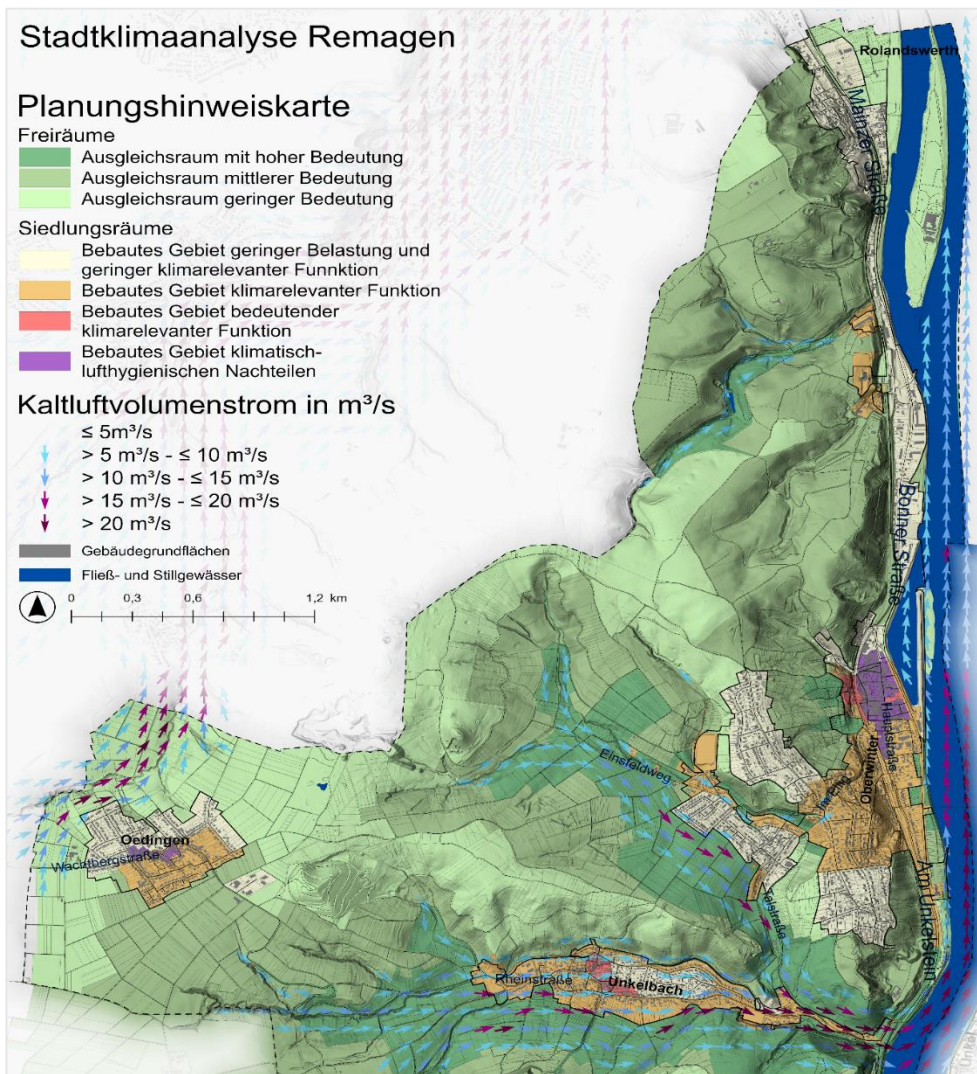 Stadtklimaanalyse Remagen
Planungshinweiskarte
Freiräume
Ausgleichsraum mit hoher Bedeutung
Ausgleichsraum mittlerer Bedeutung
Ausgleichsraum geringer Bedeutung
Siedlungsräume
Bebautes Gebiet geringer Belastung und
geringer klimarelevanter Funnktion
Bebautes Gebiet klimarelevanter Funktion
Bebautes Gebiet bedeutender
klimarelevanter Funktion
Bebautes Gebiet klimatisch-
lufthygienischen Nachteilen
Kaltluftvolumenstrom in m³/s
≤ 5m³/s
> 5 m³/s - ≤ 10 m³/s
> 10 m³/s - ≤ 15 m³/s
> 15 m³/s - ≤ 20 m³/s
> 20 m³/s
Gebäudegrundflächen
Fließ- und Stillgewässer
0 0,3 0,6 1,2 km
Rolandswerth
Mainzer Straße
Bonner Straße
Hauptstraße
Oberwinter
Einsfeldweg
Am Unkelstein
Oedingen
Wachtbergstraße
Rheinstraße
Unkelbach